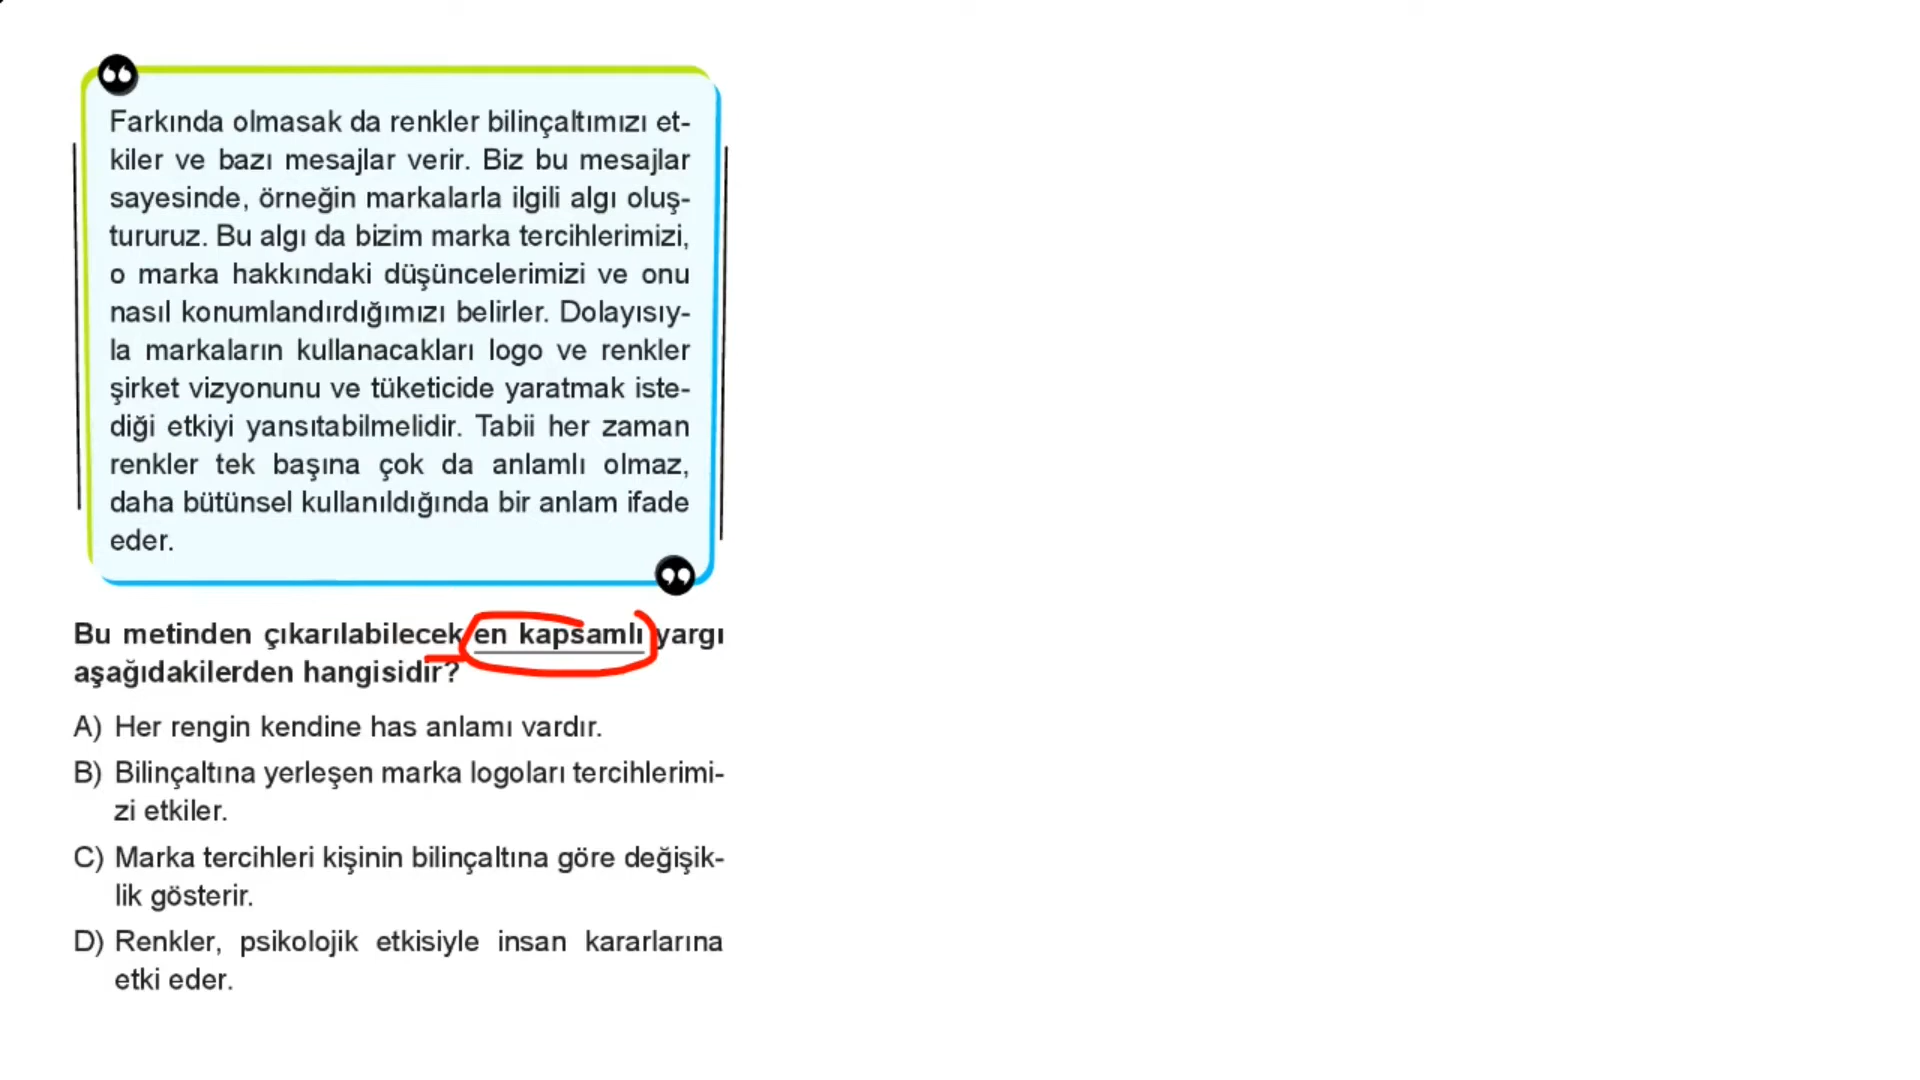 Farkında olmasak da renkler bilinçaltımızı et-
kiler ve bazı mesajlar verir. Biz bu mesajlar
sayesinde, örneğin markalarla ilgili algı oluş-
tururuz. Bu algı da bizim marka tercihlerimizi,
o marka hakkındaki düşüncelerimizi ve onu
nasıl konumlandırdığımızı belirler. Dolayısıy-
la markaların kullanacakları logo ve renkler
şirket vizyonunu ve tüketicide yaratmak iste-
diği etkiyi yansıtabilmelidir. Tabii her zaman
renkler tek başına çok da anlamlı olmaz,
daha bütünsel kullanıldığında bir anlam ifade
eder.
Bu metinden çıkarılabilecek en kapsamlı yargı
aşağıdakilerden hangisidir?
A) Her rengin kendine has anlamı vardır.
B) Bilinçaltına yerleşen marka logoları tercihlerimi-
zi etkiler.
C) Marka tercihleri kişinin bilinçaltına göre değişik-
lik gösterir.
D) Renkler, psikolojik etkisiyle insan kararlarına
etki eder.